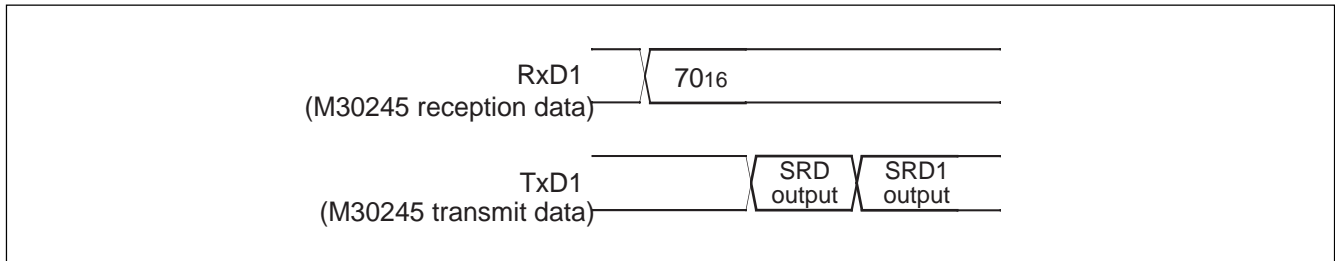 RxD1
(M30245 reception data)
7016
TxD1
(M30245 transmit data)
SRD
output
SRD1
output